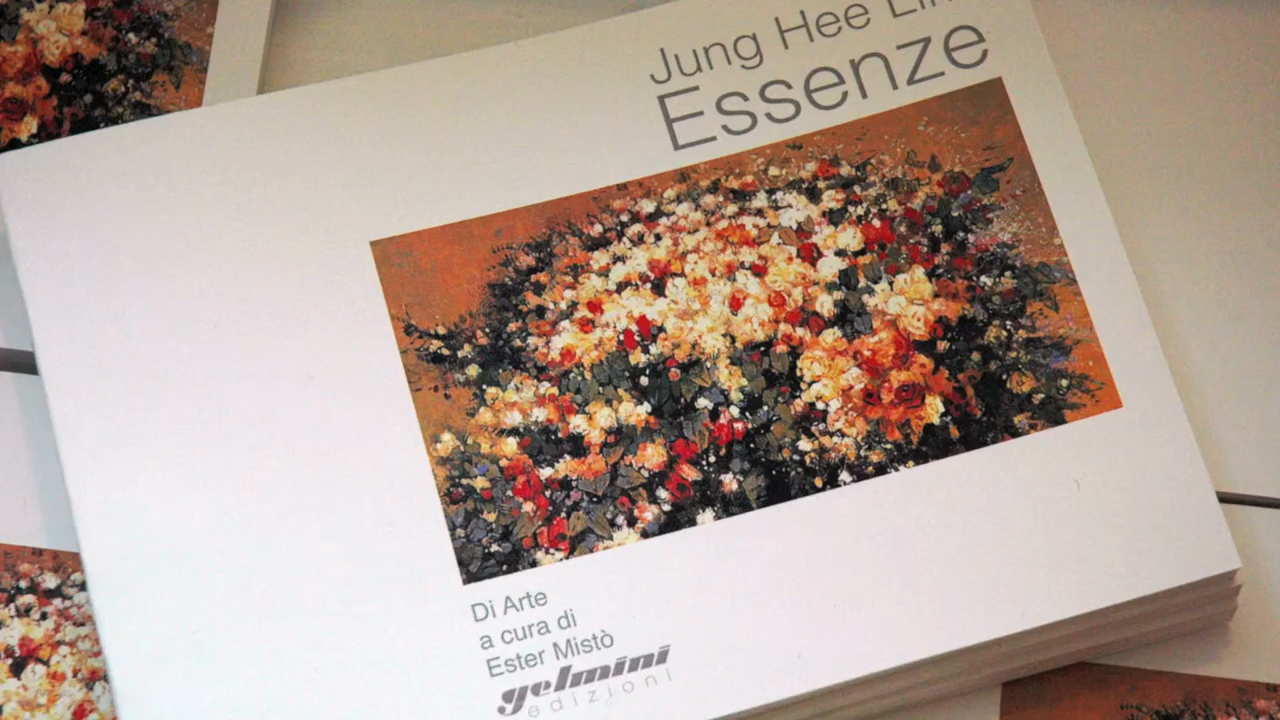 Jung Hee
Essenze
Di Arte
a cura di
Ester Mistò
gelmini
edizioni